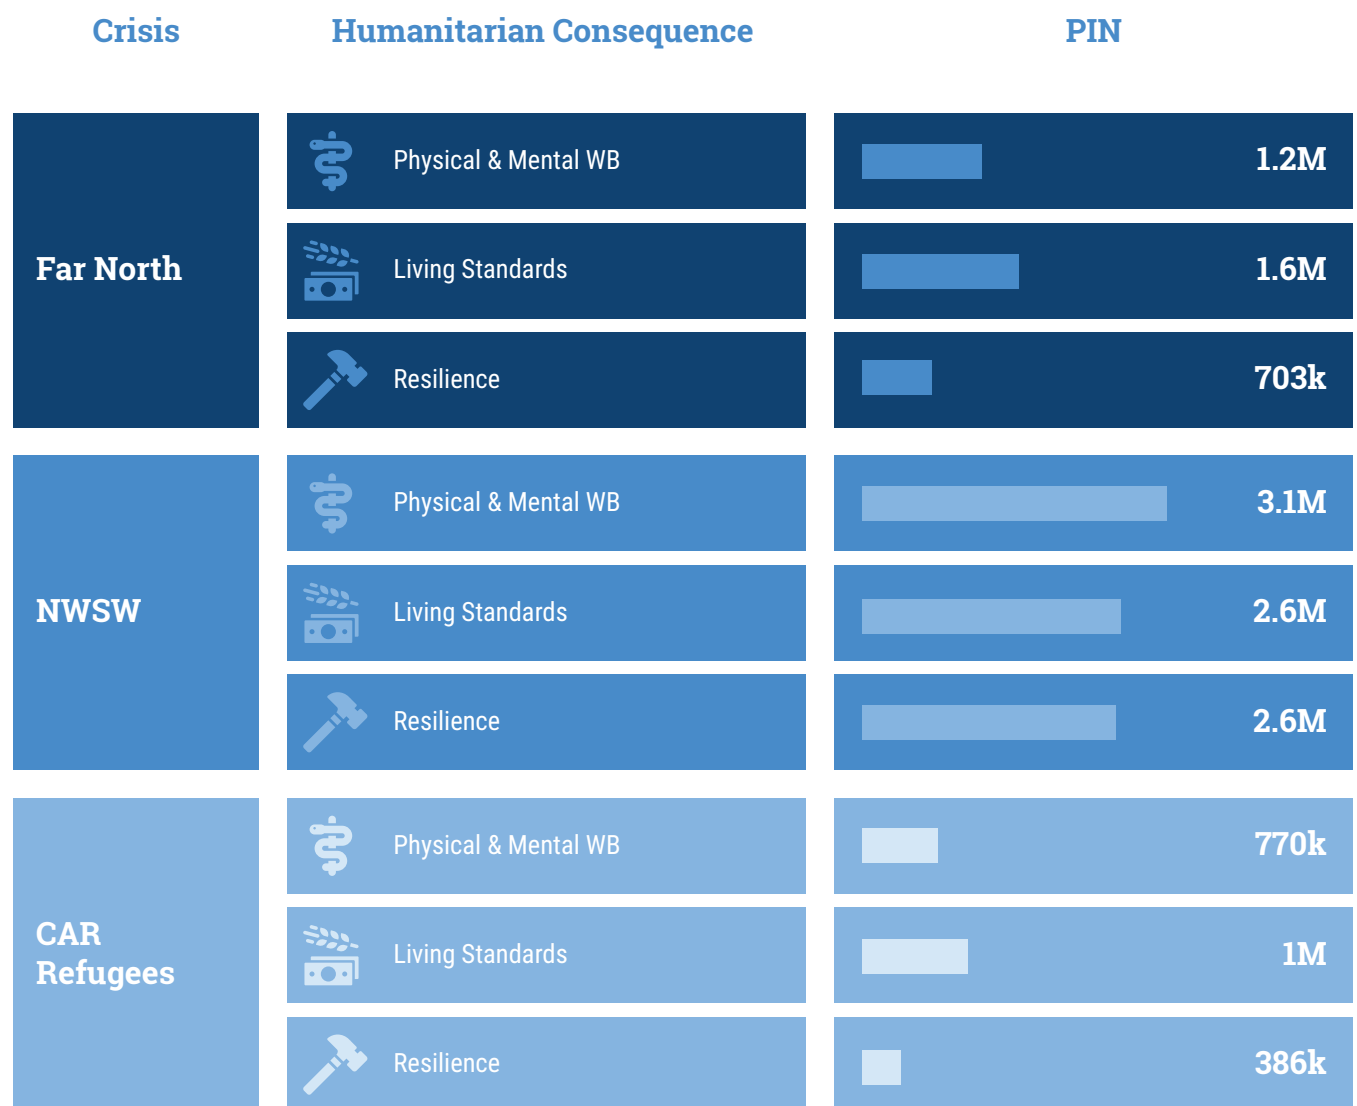 Crisis
Humanitarian Consequence
PIN
Far North
Physical & Mental WB
1.2M
Living Standards
1.6M
Resilience
703k
NWSW
Physical & Mental WB
3.1M
Living Standards
2.6M
Resilience
2.6M
CAR
Refugees
Physical & Mental WB
770k
Living Standards
1M
Resilience
386k